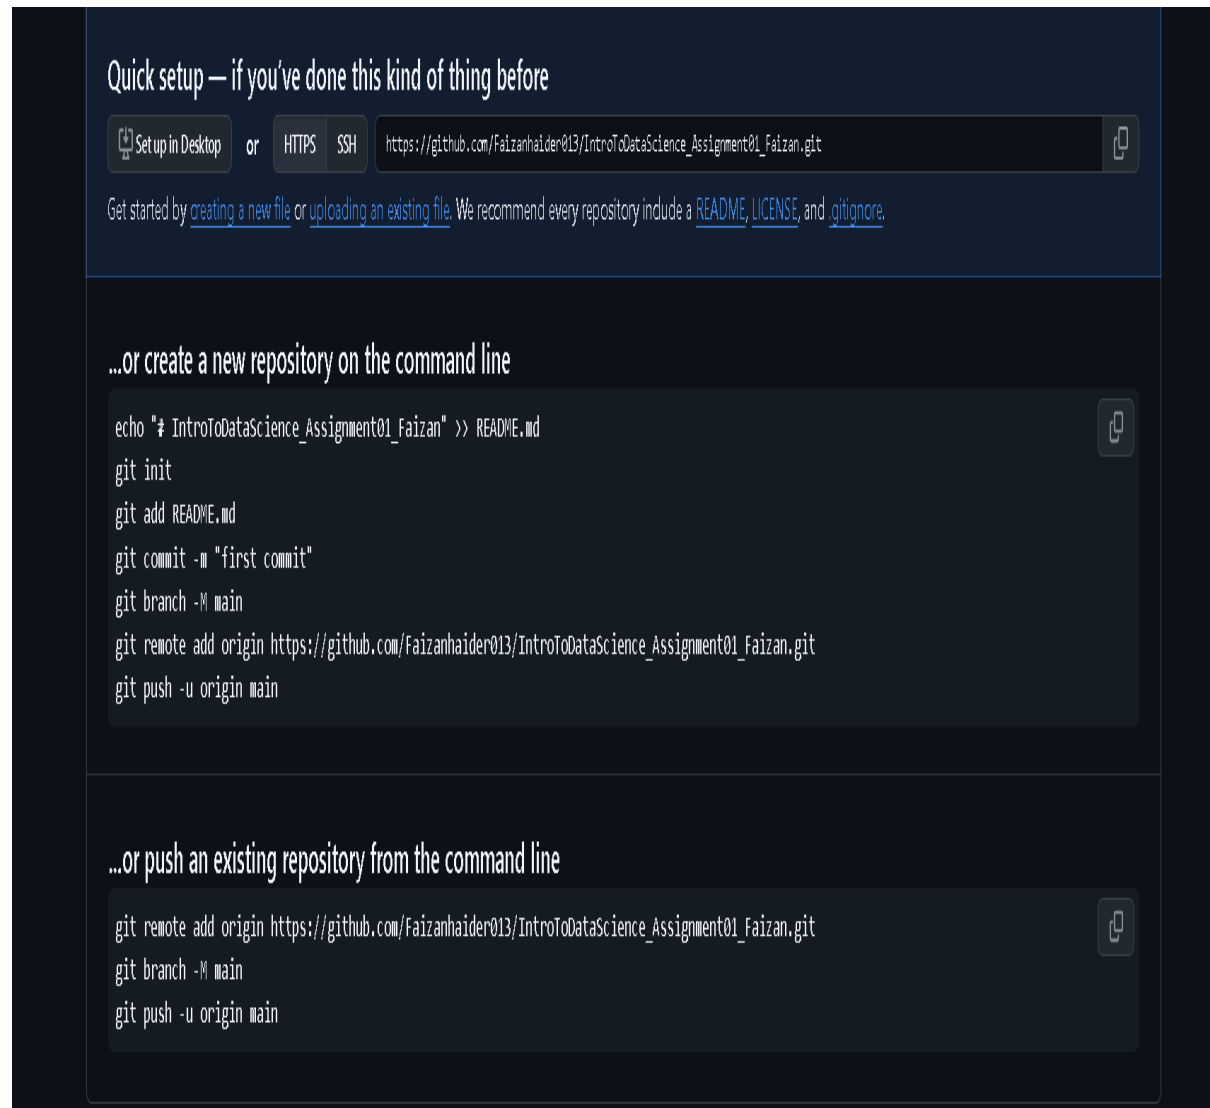 Quick setup — if you've done this kind of thing before
Set up in Desktop or HTTPS SSH https://github.com/Faizanhaider013/IntroToDataScience_Assignment01_Faizan.git
Get started by creating a new file or uploading an existing file. We recommend every repository include a README, LICENSE, and .gitignore.
...or create a new repository on the command line
echo "# IntroToDataScience_Assignment01_Faizan" >> README.md
git init
git add README.md
git commit -m "first commit"
git branch -M main
git remote add origin https://github.com/Faizanhaider013/IntroToDataScience_Assignment01_Faizan.git
git push -u origin main
...or push an existing repository from the command line
git remote add origin https://github.com/Faizanhaider013/IntroToDataScience_Assignment01_Faizan.git
git branch -M main
git push -u origin main